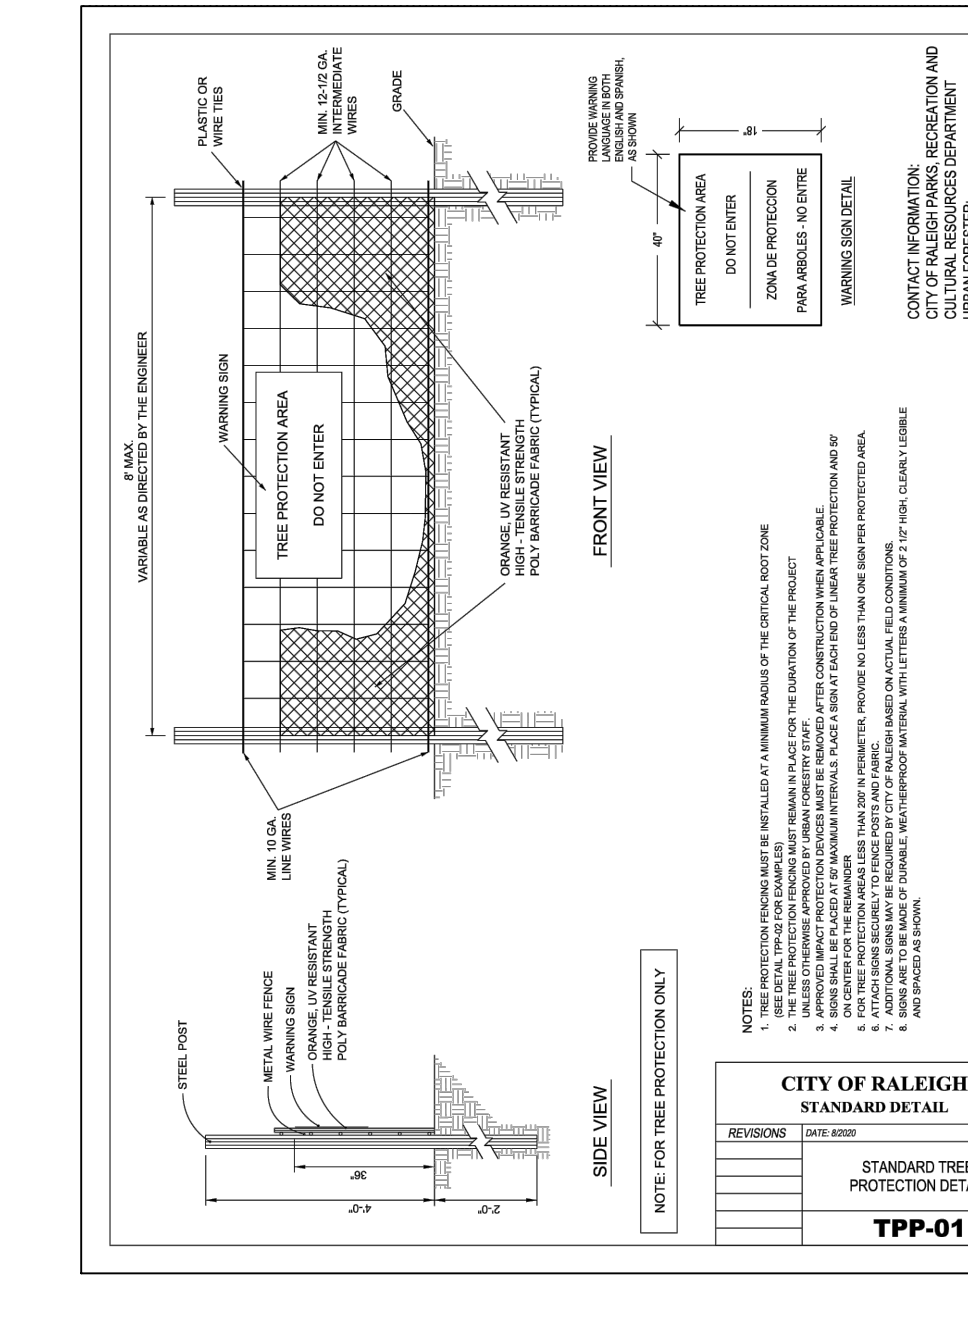 8' MAX.
VARIABLE AS DIRECTED BY THE ENGINEER
PLASTIC OR
WIRE TIES
MIN. 12-1/2 GA.
INTERMEDIATE
WIRES
GRADE
WARNING SIGN
TREE PROTECTION AREA
DO NOT ENTER
ORANGE, UV RESISTANT
HIGH - TENSILE STRENGTH
POLY BARRICADE FABRIC (TYPICAL)
MIN. 10 GA.
LINE WIRES
FRONT VIEW
PROVIDE WARNING
LANGUAGE IN BOTH
ENGLISH AND SPANISH,
AS SHOWN
40"
18"
TREE PROTECTION AREA
DO NOT ENTER
ZONA DE PROTECCION
PARA ARBOLES - NO ENTRE
WARNING SIGN DETAIL
CONTACT INFORMATION:
CITY OF RALEIGH PARKS, RECREATION AND
CULTURAL RESOURCES DEPARTMENT
STEEL POST
METAL WIRE FENCE
WARNING SIGN
ORANGE, UV RESISTANT
HIGH - TENSILE STRENGTH
POLY BARRICADE FABRIC (TYPICAL)
36"
4'-0"
2'-0"
SIDE VIEW
NOTE: FOR TREE PROTECTION ONLY
NOTES:
1. TREE PROTECTION FENCING MUST BE INSTALLED AT A MINIMUM RADIUS OF THE CRITICAL ROOT ZONE
(SEE DETAIL TPP-02 FOR EXAMPLES)
2. THE TREE PROTECTION FENCING MUST REMAIN IN PLACE FOR THE DURATION OF THE PROJECT
UNLESS OTHERWISE APPROVED BY URBAN FORESTRY STAFF.
3. APPROVED IMPACT PROTECTION DEVICES MUST BE REMOVED AFTER CONSTRUCTION WHEN APPLICABLE.
4. SIGNS SHALL BE PLACED AT 50' MAXIMUM INTERVALS. PLACE A SIGN AT EACH END OF LINEAR TREE PROTECTION AND 50'
ON CENTER FOR THE REMAINDER
5. FOR TREE PROTECTION AREAS LESS THAN 200' IN PERIMETER, PROVIDE NO LESS THAN ONE SIGN PER PROTECTED AREA.
6. ATTACH SIGNS SECURELY TO FENCE POSTS AND FABRIC.
7. ADDITIONAL SIGNS MAY BE REQUIRED BY CITY OF RALEIGH BASED ON ACTUAL FIELD CONDITIONS.
8. SIGNS ARE TO BE MADE OF DURABLE, WEATHERPROOF MATERIAL WITH LETTERS A MINIMUM OF 2 1/2" HIGH, CLEARLY LEGIBLE
AND SPACED AS SHOWN.
CITY OF RALEIGH
STANDARD DETAIL
REVISIONS
DATE: 8/2020
STANDARD TREE
PROTECTION
TPP-01